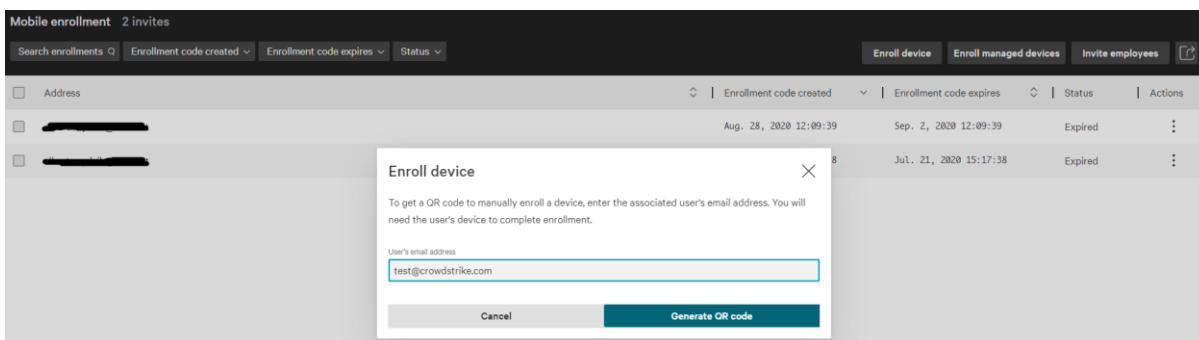 Mobile enrollment 2 invites
Search enrollments Enrollment code created Enrollment code expires Status Enroll device Enroll managed devices Invite employees
Address Enrollment code created Enrollment code expires Status Actions
Aug. 28, 2020 12:09:39 Sep. 2, 2020 12:09:39 Expired
8 Jul. 21, 2020 15:17:38 Expired
Enroll device
To get a QR code to manually enroll a device, enter the associated user's email address. You will
need the user's device to complete enrollment.
User's email address
test@crowdstrike.com
Cancel Generate QR code